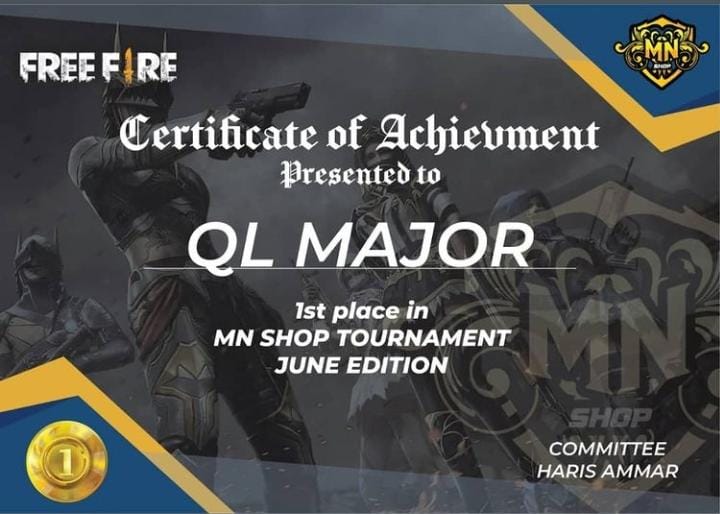 FREE FIRE
MN
SHOP
Certificate of Achievment
Presented to
QL MAJOR
1st place in
MN SHOP TOURNAMENT
JUNE EDITION
MN
SHOP
COMMITTEE
HARIS AMMAR
1